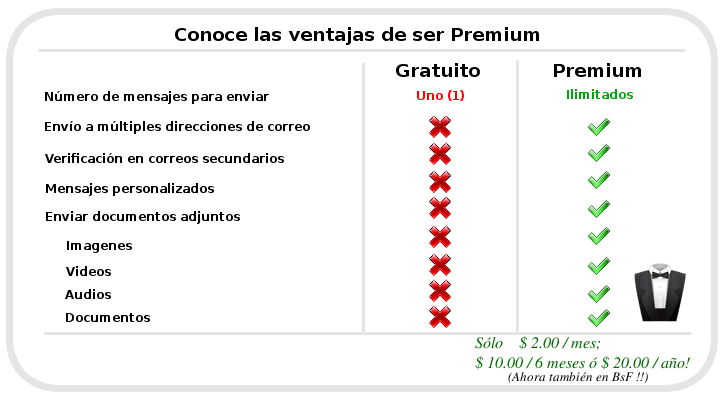 Conoce las ventajas de ser Premium
Gratuito Premium
Número de mensajes para enviar Uno (1) Ilimitados
Envío a múltiples direcciones de correo
Verificación en correos secundarios
Mensajes personalizados
Enviar documentos adjuntos
Imagenes
Videos
Audios
Documentos
Sólo $ 2.00 / mes;
$ 10.00 / 6 meses ó $ 20.00 / año!
(Ahora también en BsF !!)